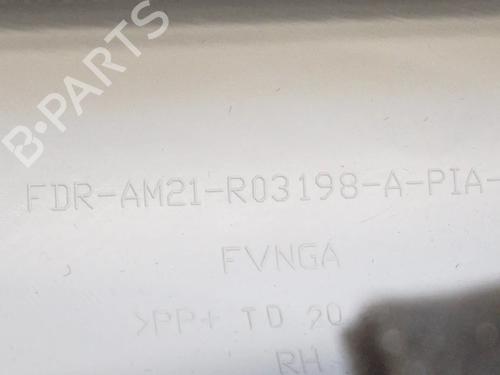 B-PARTS
FDR-AM21-R03198-A-PIA-
FVNGA
>PP+ TD 20
RH